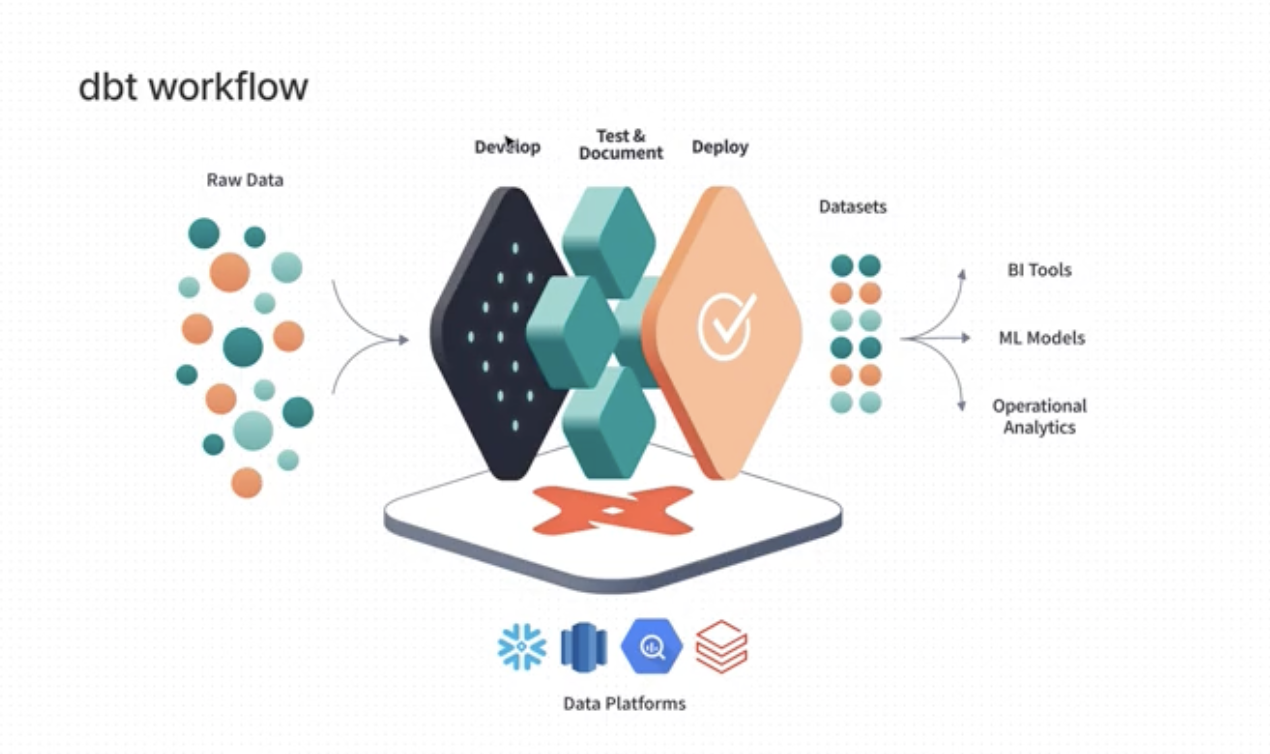 dbt workflow
Raw Data
Develop
Test &
Document
Deploy
Datasets
BI Tools
ML Models
Operational
Analytics
Data Platforms